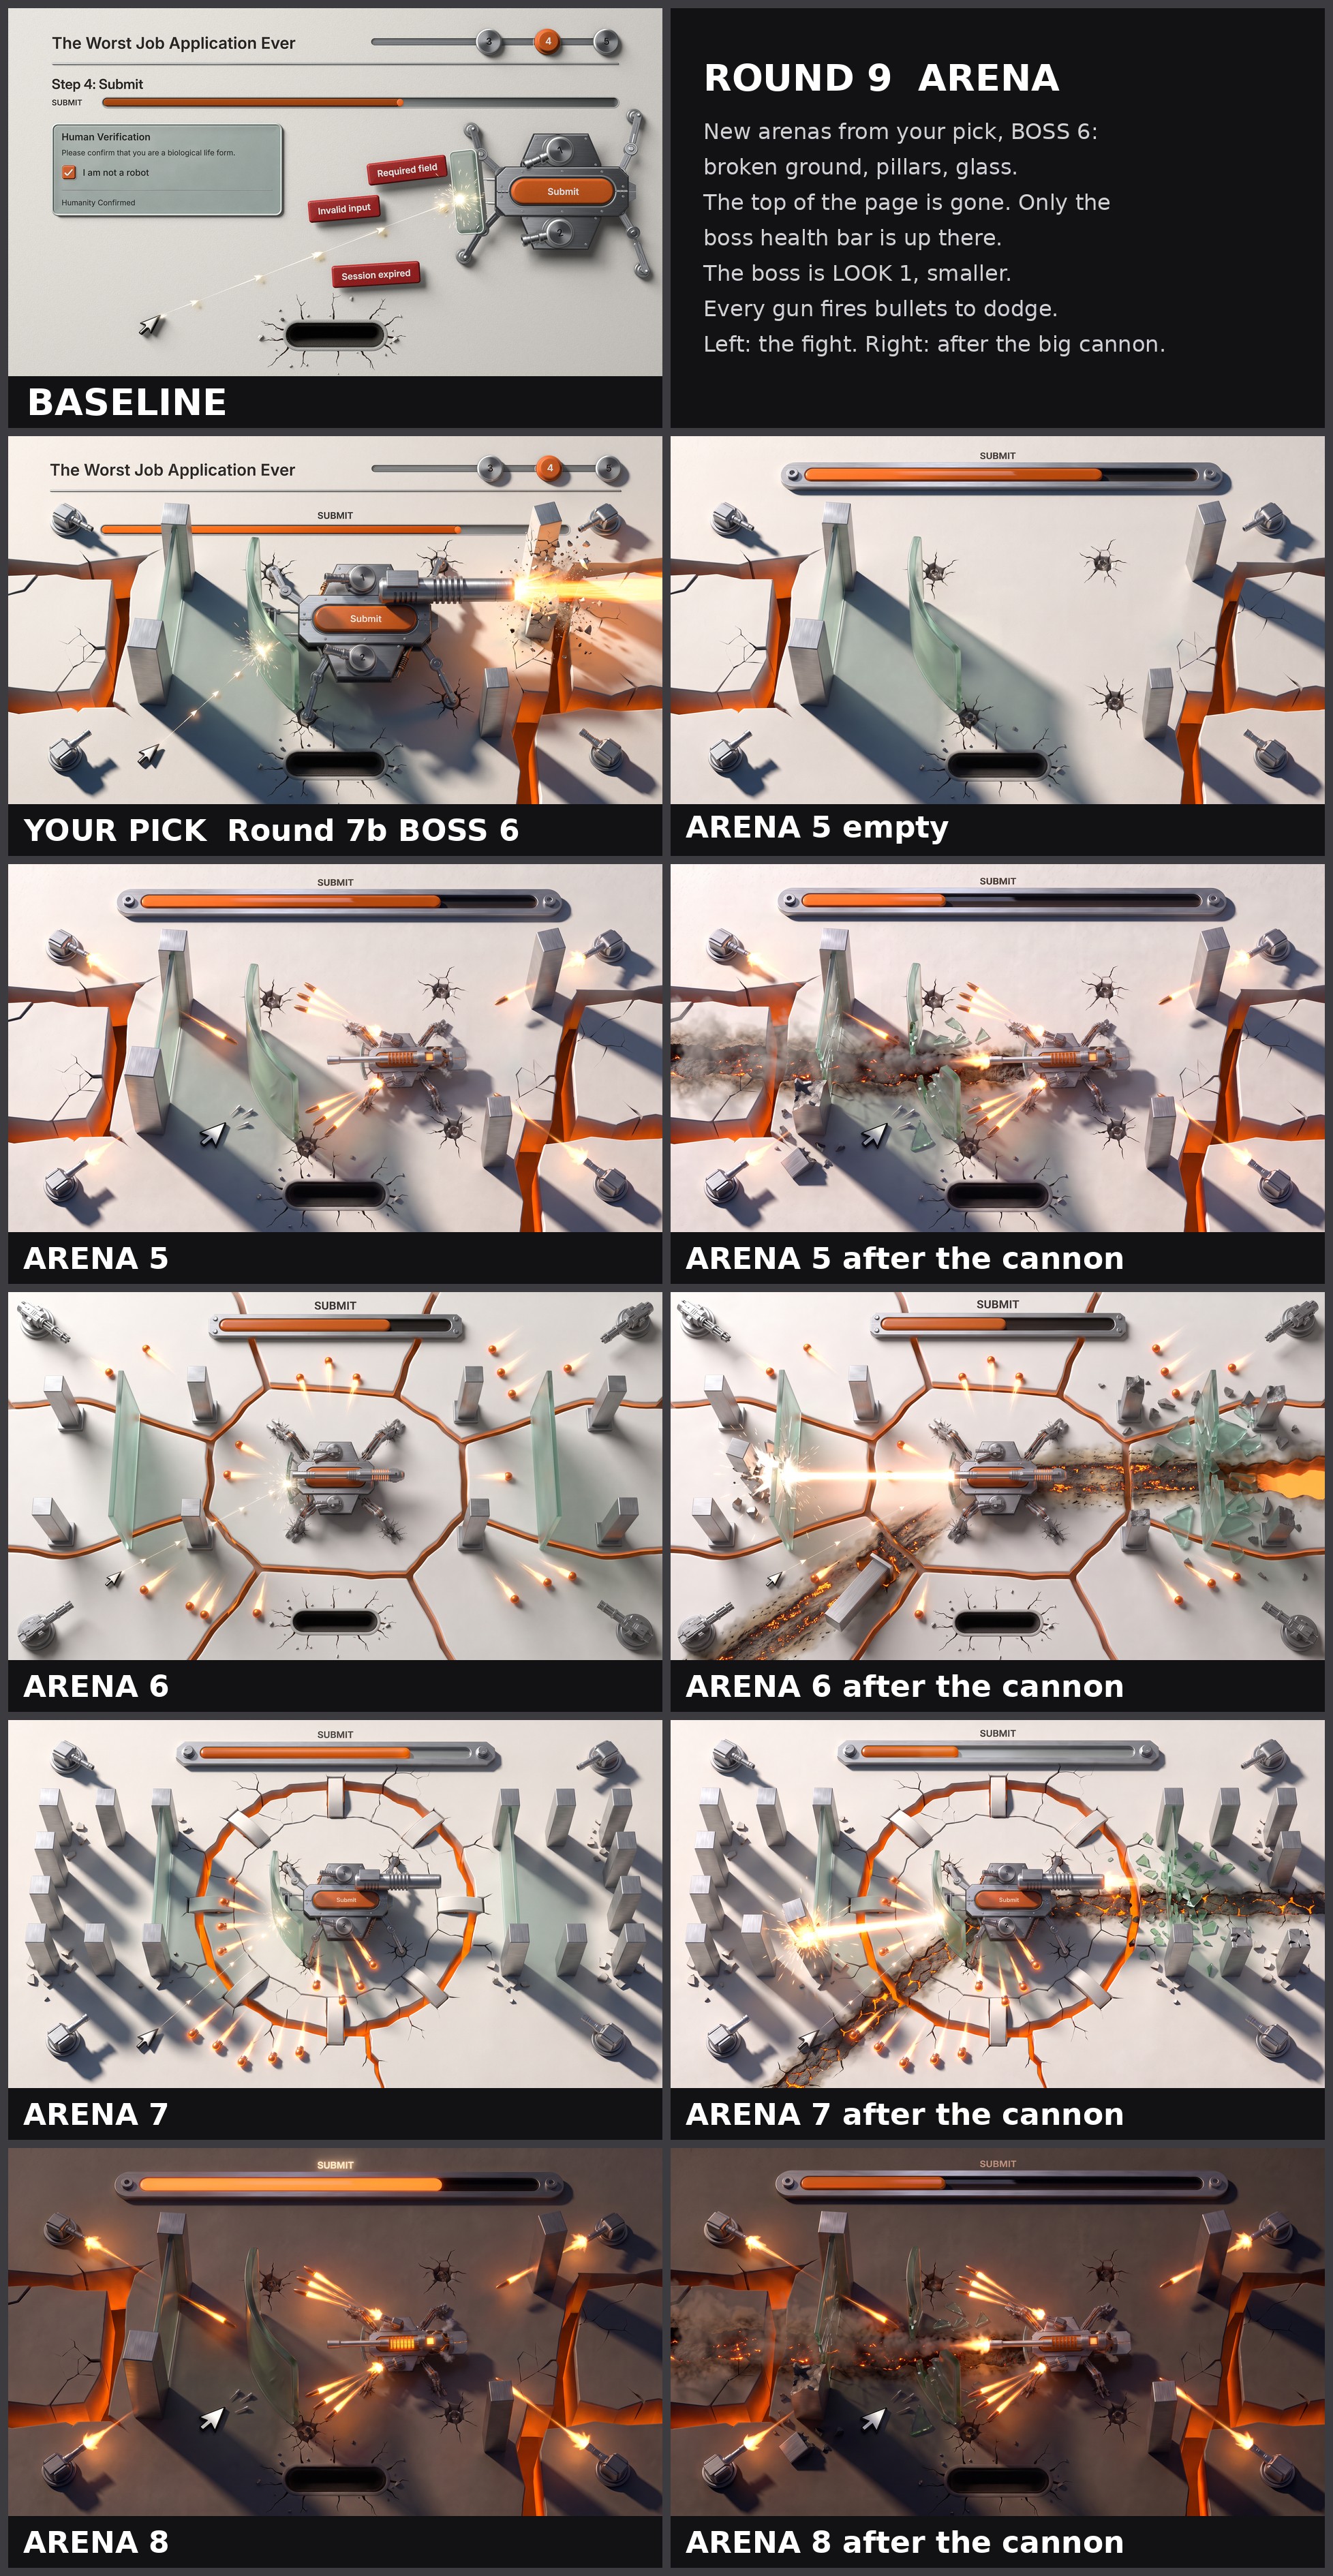 The Worst Job Application Ever
3
4
5
Step 4: Submit
SUBMIT
Human Verification
Please confirm that you are a biological life form.
I am not a robot
Humanity Confirmed
Required field
Invalid input
Session expired
Submit
BASELINE
ROUND 9 ARENA
New arenas from your pick, BOSS 6:
broken ground, pillars, glass.
The top of the page is gone. Only the
boss health bar is up there.
The boss is LOOK 1, smaller.
Every gun fires bullets to dodge.
Left: the fight. Right: after the big cannon.
The Worst Job Application Ever
3
4
5
SUBMIT
Submit
YOUR PICK Round 7b BOSS 6
SUBMIT
ARENA 5 empty
SUBMIT
ARENA 5
SUBMIT
ARENA 5 after the cannon
SUBMIT
ARENA 6
SUBMIT
ARENA 6 after the cannon
SUBMIT
Submit
ARENA 7
SUBMIT
Submit
ARENA 7 after the cannon
SUBMIT
ARENA 8
SUBMIT
ARENA 8 after the cannon